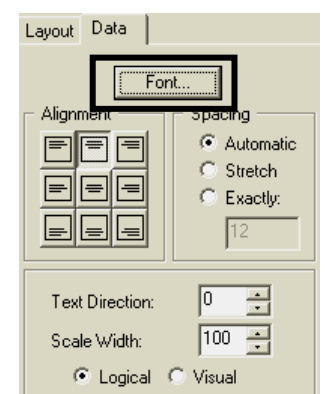 Layout Data
Font...
Alignment Spacing
Automatic
Stretch
Exactly:
12
Text Direction: 0
Scale Width: 100
Logical Visual